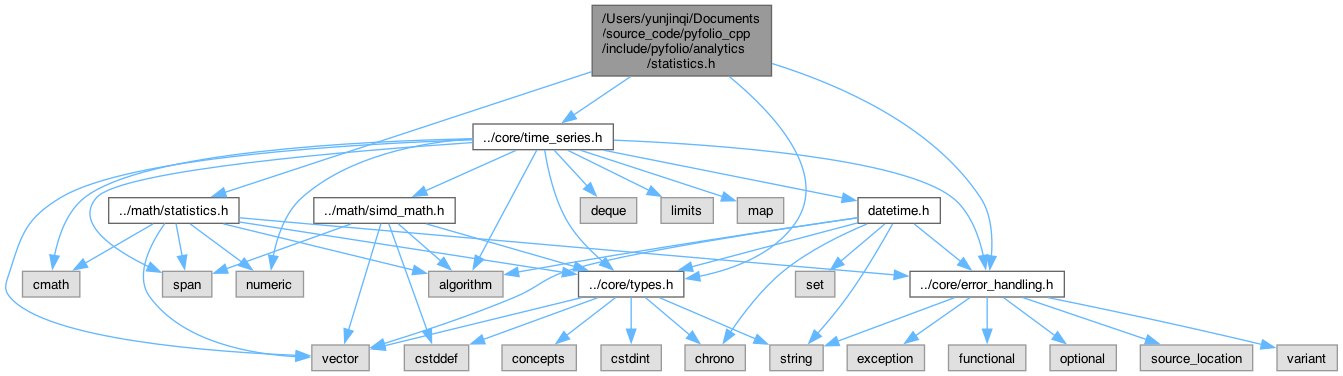 /Users/yunjinqi/Documents
/source_code/pyfolio_cpp
/include/pyfolio/analytics
/statistics.h
../core/time_series.h
../math/statistics.h
../math/simd_math.h
deque
limits
map
datetime.h
cmath
span
numeric
algorithm
../core/types.h
set
../core/error_handling.h
vector
cstddef
concepts
cstdint
chrono
string
exception
functional
optional
source_location
variant